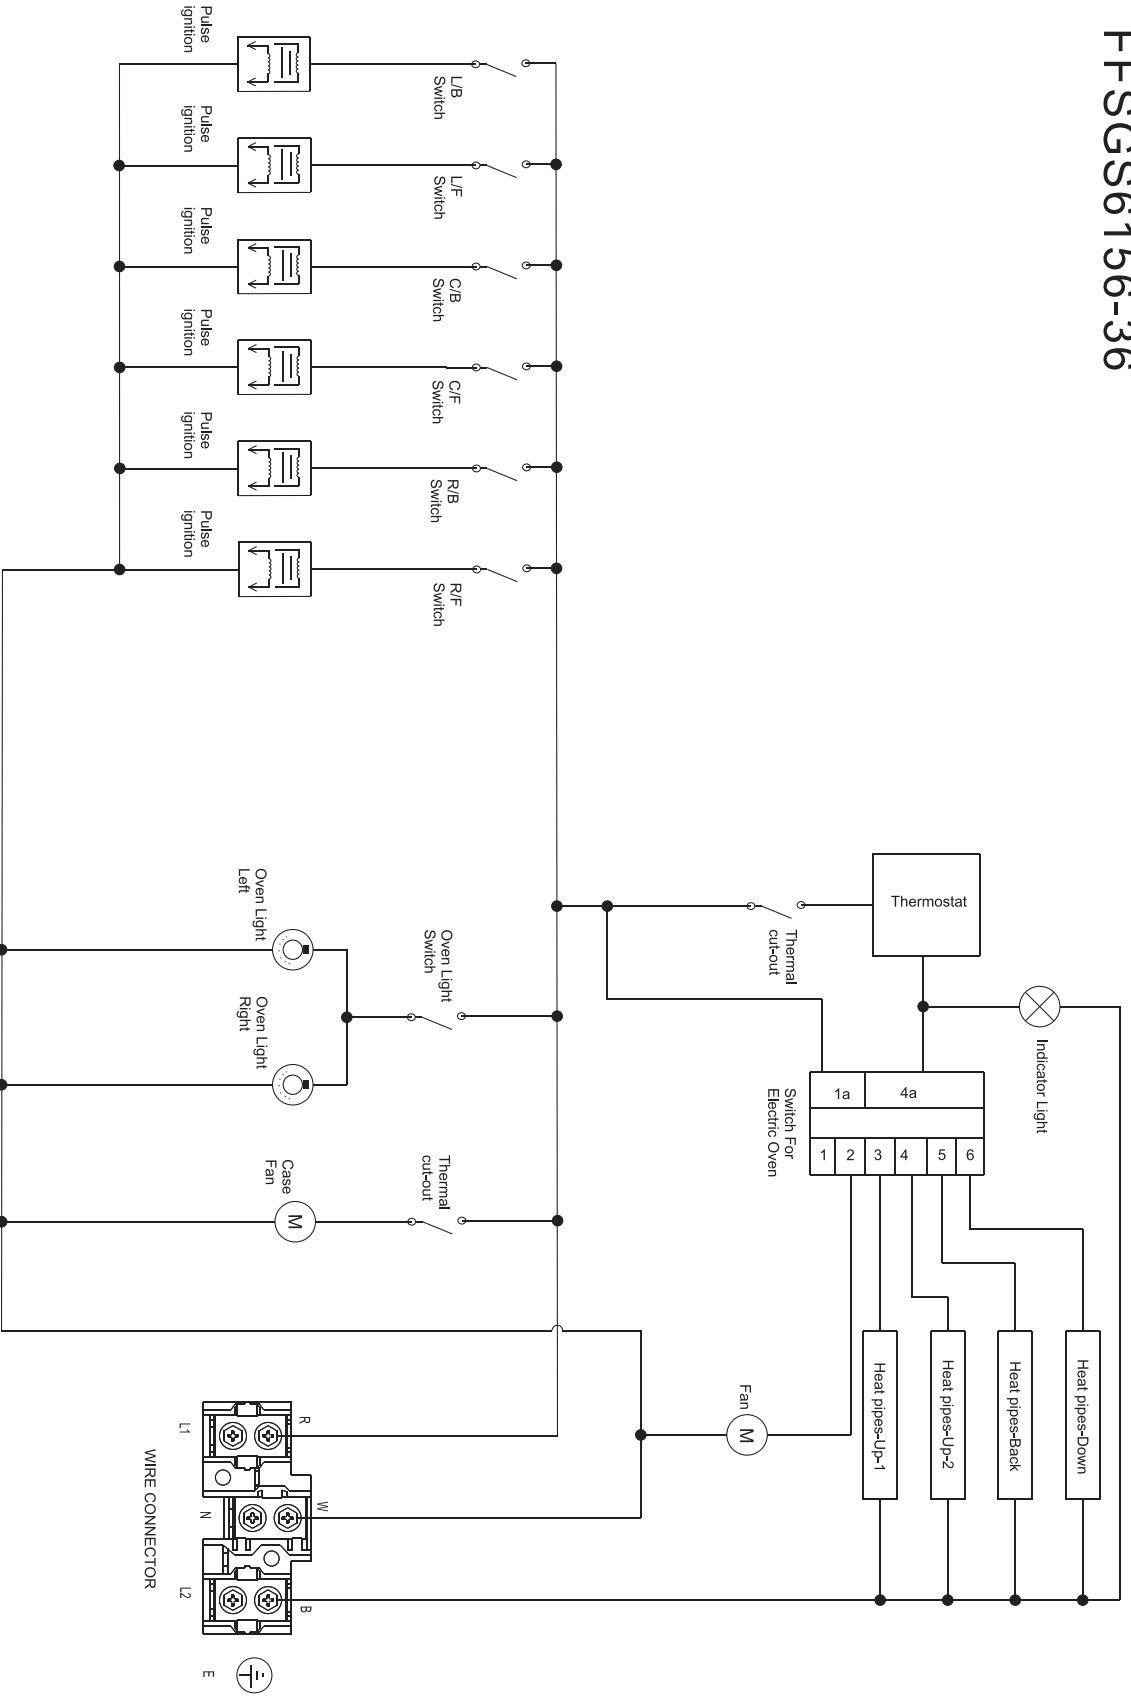 FFSGS6156-36
Pulse
ignition
L/B
Switch
Pulse
ignition
L/F
Switch
Pulse
ignition
C/B
Switch
Pulse
ignition
C/F
Switch
Pulse
ignition
R/B
Switch
Pulse
ignition
R/F
Switch
Thermostat
Thermal
cut-out
Indicator Light
Oven Light
Left
Oven Light
Switch
Oven Light
Right
1a
4a
1
2
3
4
5
6
Switch For
Electric Oven
Case
Fan
M
Thermal
cut-out
Fan
M
Heat pipes-Up-1
Heat pipes-Up-2
Heat pipes-Back
Heat pipes-Down
R
L1
W
N
B
L2
WIRE CONNECTOR
E